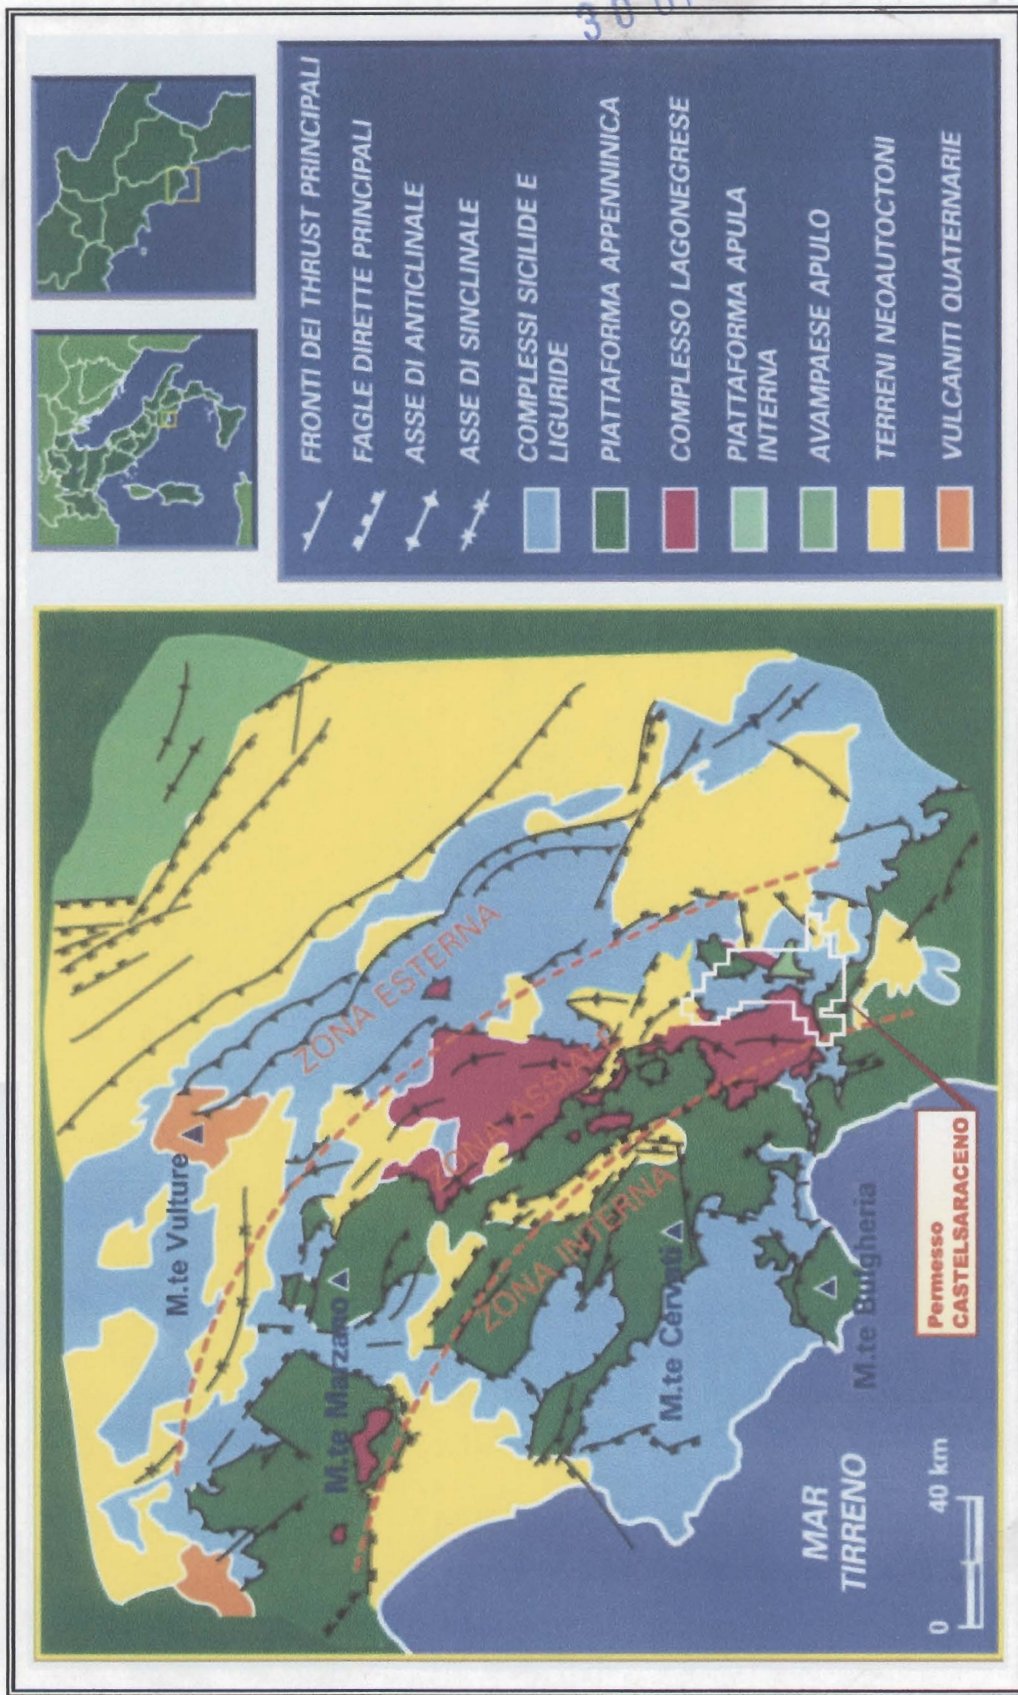 FRONTI DEI THRUST PRINCIPALI
FAGLE DIRETTE PRINCIPALI
ASSE DI ANTICLINALE
ASSE DI SINCLINALE
COMPLESSI SICILIDE E
LIGURIDE
PIATTAFORMA APPENNINICA
COMPLESSO LAGONEGRESE
PIATTAFORMA APULA
INTERNA
AVAMPAESE APULO
TERRENI NEOAUTOCTONI
VULCANITI QUATERNARIE
M.te Vulture
ZONA ESTERNA
M.te Marzano
ZONA ASSIALE
ZONA INTERNA
M.te Cervati
M.te Bulgheria
Permesso
CASTELSARACENO
MAR
TIRRENO
0 40 km